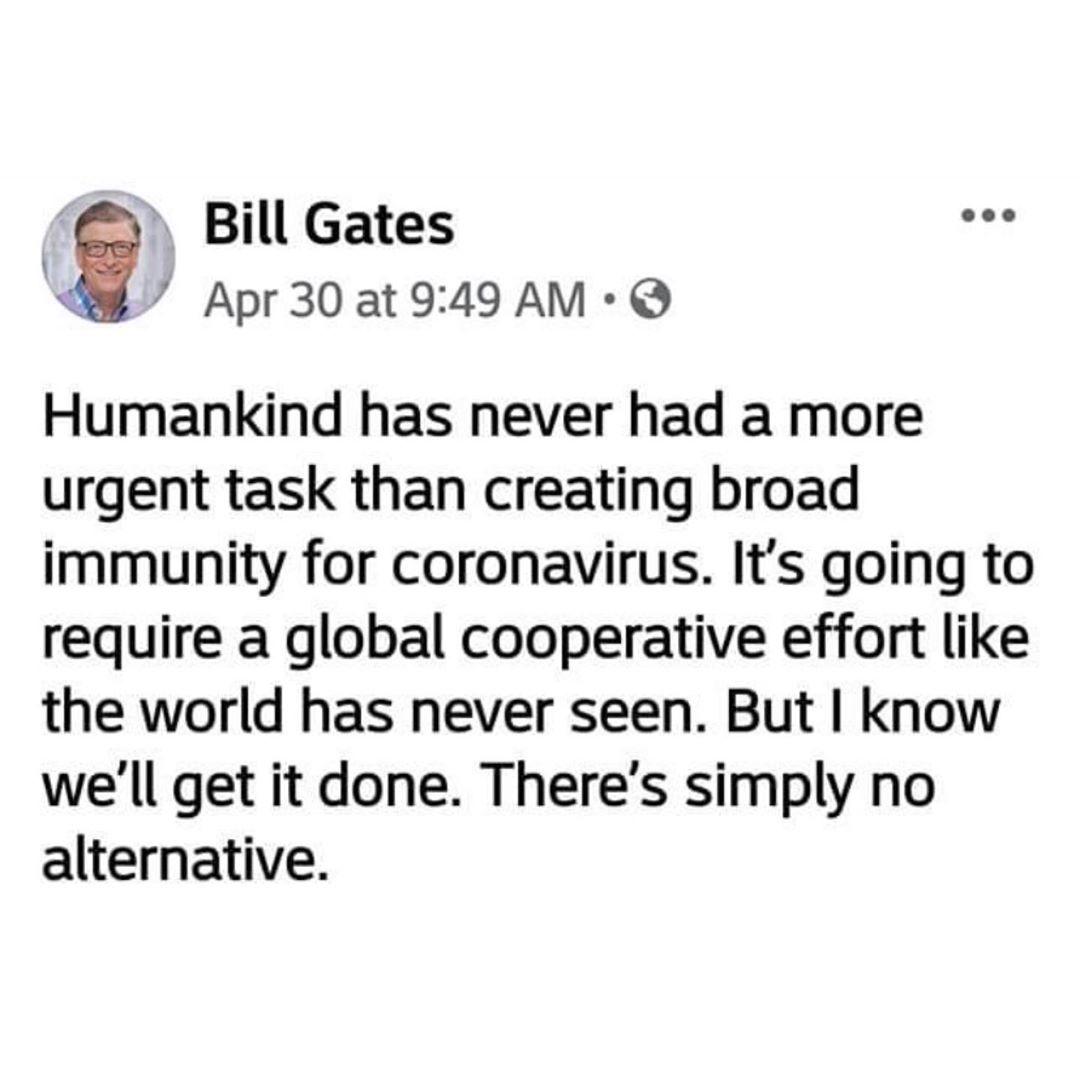 Bill Gates
Apr 30 at 9:49 AM ·
Humankind has never had a more
urgent task than creating broad
immunity for coronavirus. It's going to
require a global cooperative effort like
the world has never seen. But I know
we'll get it done. There's simply no
alternative.